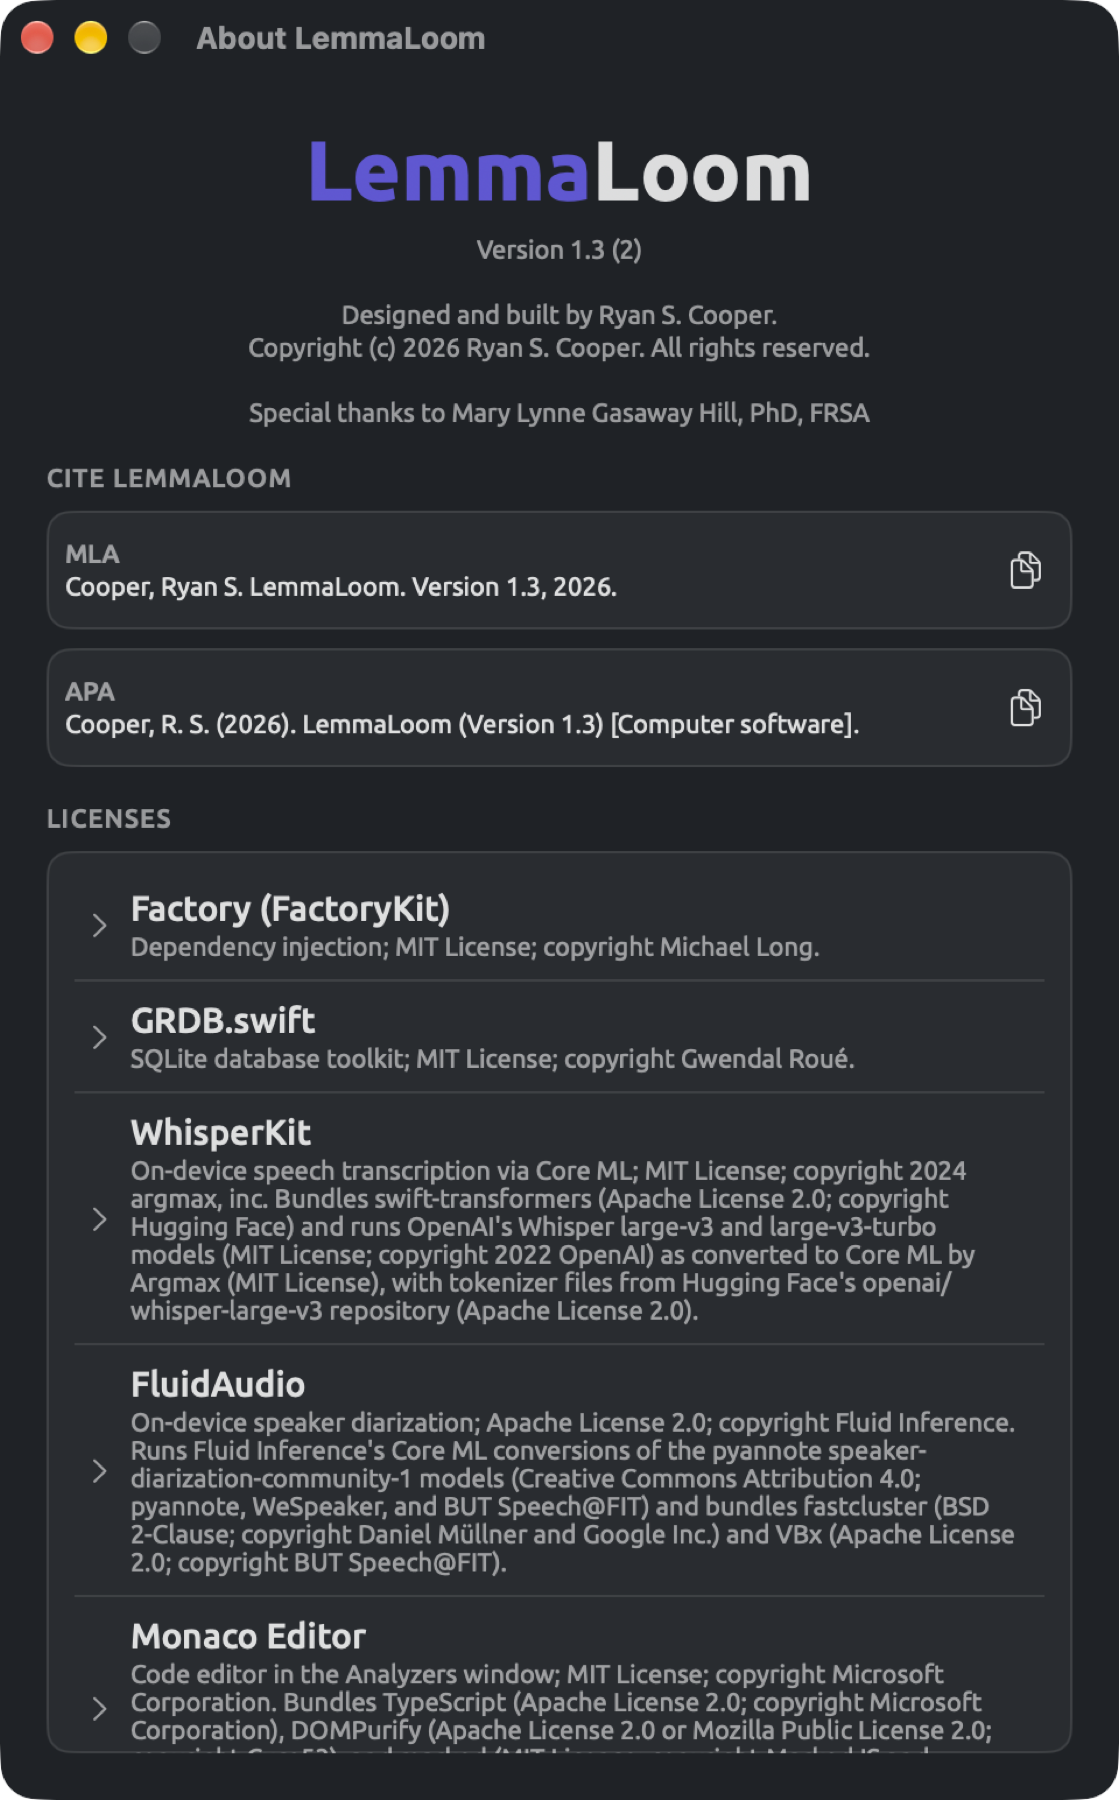 About LemmaLoom
LemmaLoom
Version 1.3 (2)
Designed and built by Ryan S. Cooper.
Copyright (c) 2026 Ryan S. Cooper. All rights reserved.
Special thanks to Mary Lynne Gasaway Hill, PhD, FRSA
CITE LEMMALOOM
MLA
Cooper, Ryan S. LemmaLoom. Version 1.3, 2026.
APA
Cooper, R. S. (2026). LemmaLoom (Version 1.3) [Computer software].
LICENSES
Factory (FactoryKit)
Dependency injection; MIT License; copyright Michael Long.
GRDB.swift
SQLite database toolkit; MIT License; copyright Gwendal Roué.
WhisperKit
On-device speech transcription via Core ML; MIT License; copyright 2024
argmax, inc. Bundles swift-transformers (Apache License 2.0; copyright
Hugging Face) and runs OpenAI's Whisper large-v3 and large-v3-turbo
models (MIT License; copyright 2022 OpenAI) as converted to Core ML by
Argmax (MIT License), with tokenizer files from Hugging Face's openai/
whisper-large-v3 repository (Apache License 2.0).
FluidAudio
On-device speaker diarization; Apache License 2.0; copyright Fluid Inference.
Runs Fluid Inference's Core ML conversions of the pyannote speaker-
diarization-community-1 models (Creative Commons Attribution 4.0;
pyannote, WeSpeaker, and BUT Speech@FIT) and bundles fastcluster (BSD
2-Clause; copyright Daniel Müllner and Google Inc.) and VBx (Apache License
2.0; copyright BUT Speech@FIT).
Monaco Editor
Code editor in the Analyzers window; MIT License; copyright Microsoft
Corporation. Bundles TypeScript (Apache License 2.0; copyright Microsoft
Corporation), DOMPurify (Apache License 2.0 or Mozilla Public License 2.0;